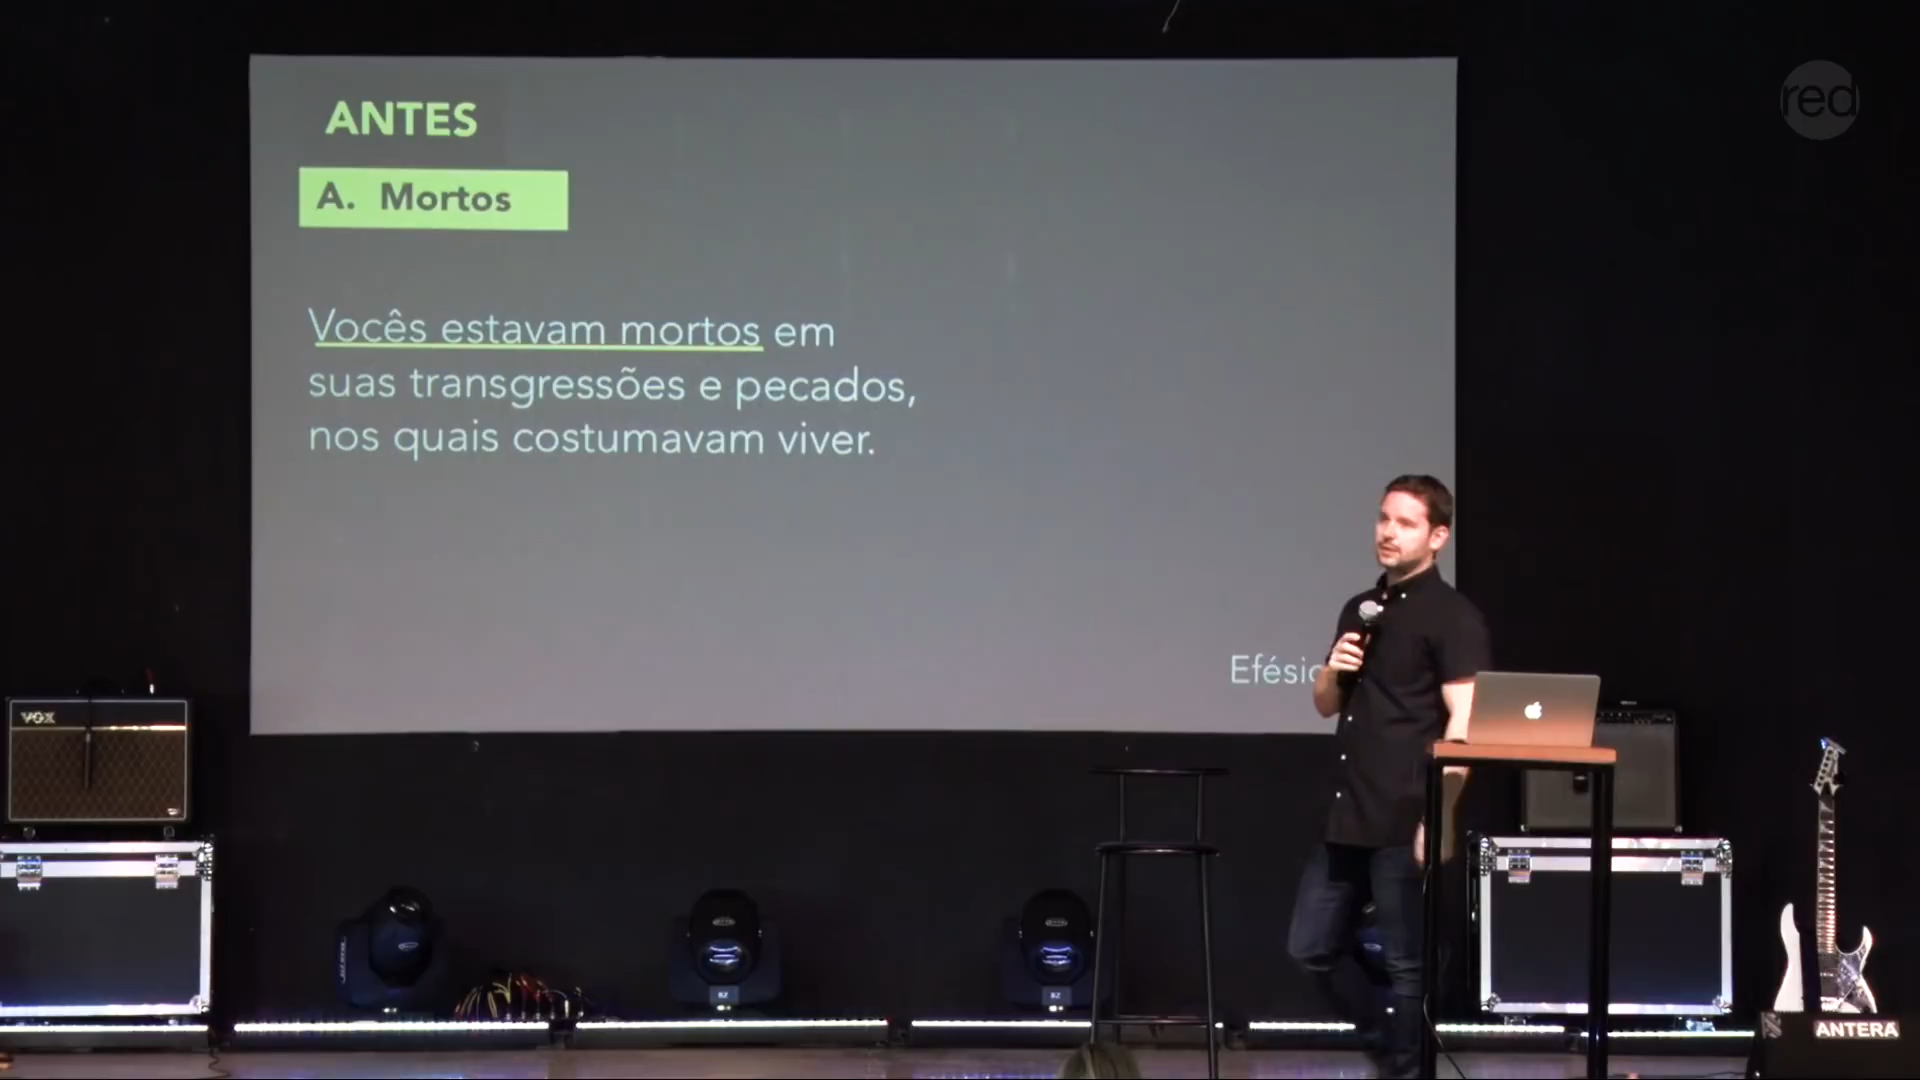 ANTES
A. Mortos
Vocês estavam mortos em
suas transgressões e pecados,
nos quais costumavam viver.
red
VOX
ANTERA